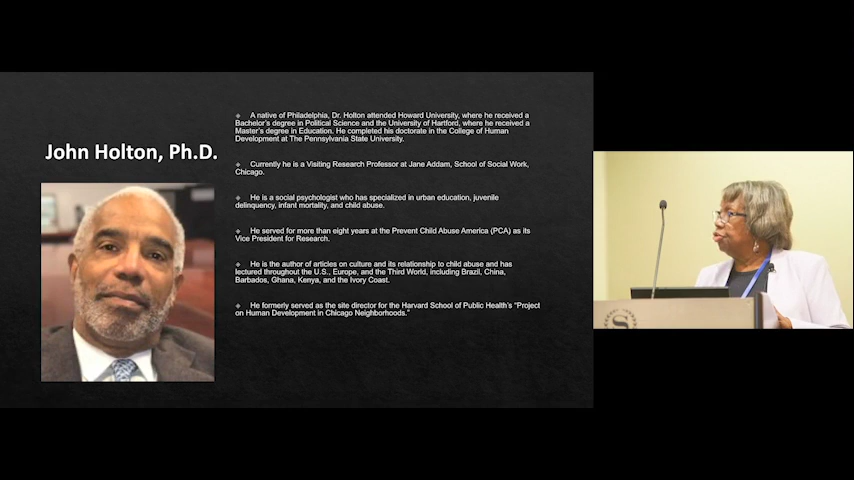 John Holton, Ph.D.
❖ A native of Philadelphia, Dr. Holton attended Howard University, where he received a
Bachelor's degree in Political Science and the University of Hartford, where he received a
Master's degree in Education. He completed his doctorate in the College of Human
Development at The Pennsylvania State University.
❖ Currently he is a Visiting Research Professor at Jane Addam, School of Social Work,
Chicago.
❖ He is a social psychologist who has specialized in urban education, juvenile
delinquency, infant mortality, and child abuse.
❖ He served for more than eight years at the Prevent Child Abuse America (PCA) as its
Vice President for Research.
❖ He is the author of articles on culture and its relationship to child abuse and has
lectured throughout the U.S., Europe, and the Third World, including Brazil, China,
Barbados, Ghana, Kenya, and the Ivory Coast.
❖ He formerly served as the site director for the Harvard School of Public Health's "Project
on Human Development in Chicago Neighborhoods."